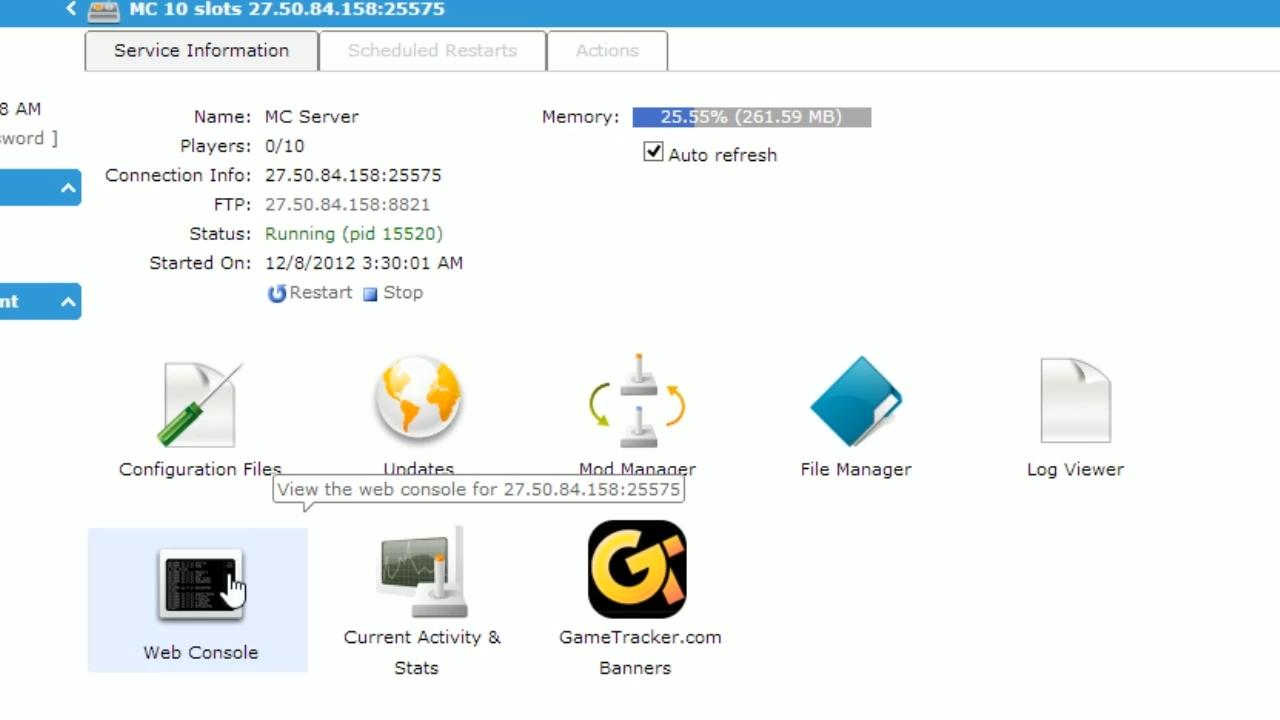 MC 10 slots 27.50.84.158:25575
Service Information
Scheduled Restarts
Actions
8 AM
sword ]
nt
Name: MC Server
Players: 0/10
Connection Info: 27.50.84.158:25575
FTP: 27.50.84.158:8821
Status: Running (pid 15520)
Started On: 12/8/2012 3:30:01 AM
Restart Stop
Memory: 25.55% (261.59 MB)
Auto refresh
Configuration Files
Updates
Mod Manager
File Manager
Log Viewer
View the web console for 27.50.84.158:25575
Web Console
Current Activity &
Stats
GameTracker.com
Banners